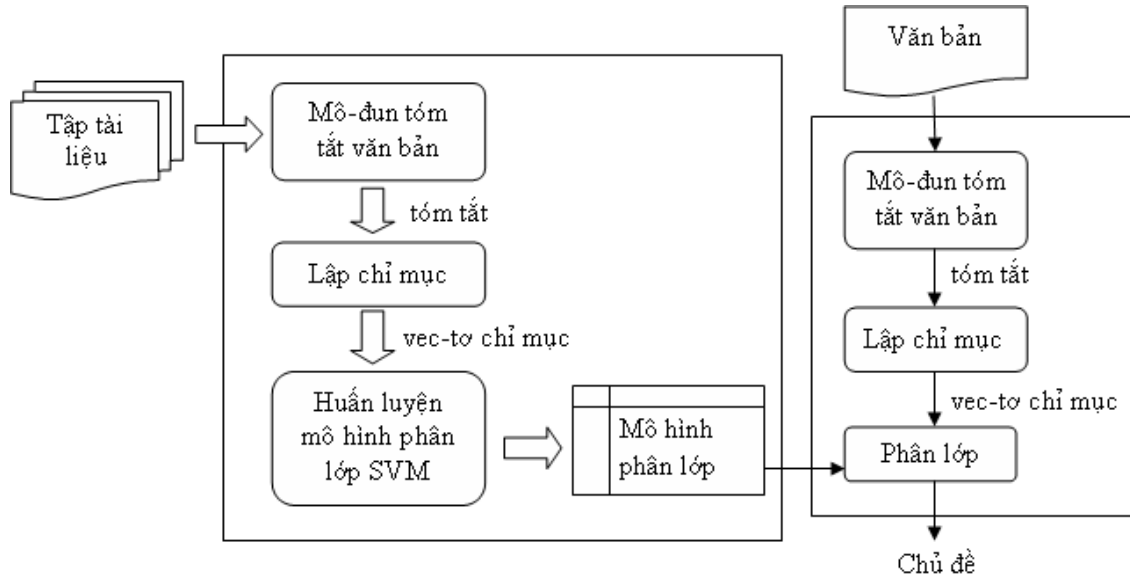 Tập tài
liệu
Mô-đun tóm
tắt văn bản
tóm tắt
Lập chỉ mục
vec-tơ chỉ mục
Huấn luyện
mô hình phân
lớp SVM
Mô hình
phân lớp
Văn bản
Mô-đun tóm
tắt văn bản
tóm tắt
Lập chỉ mục
vec-tơ chỉ mục
Phân lớp
Chủ đề